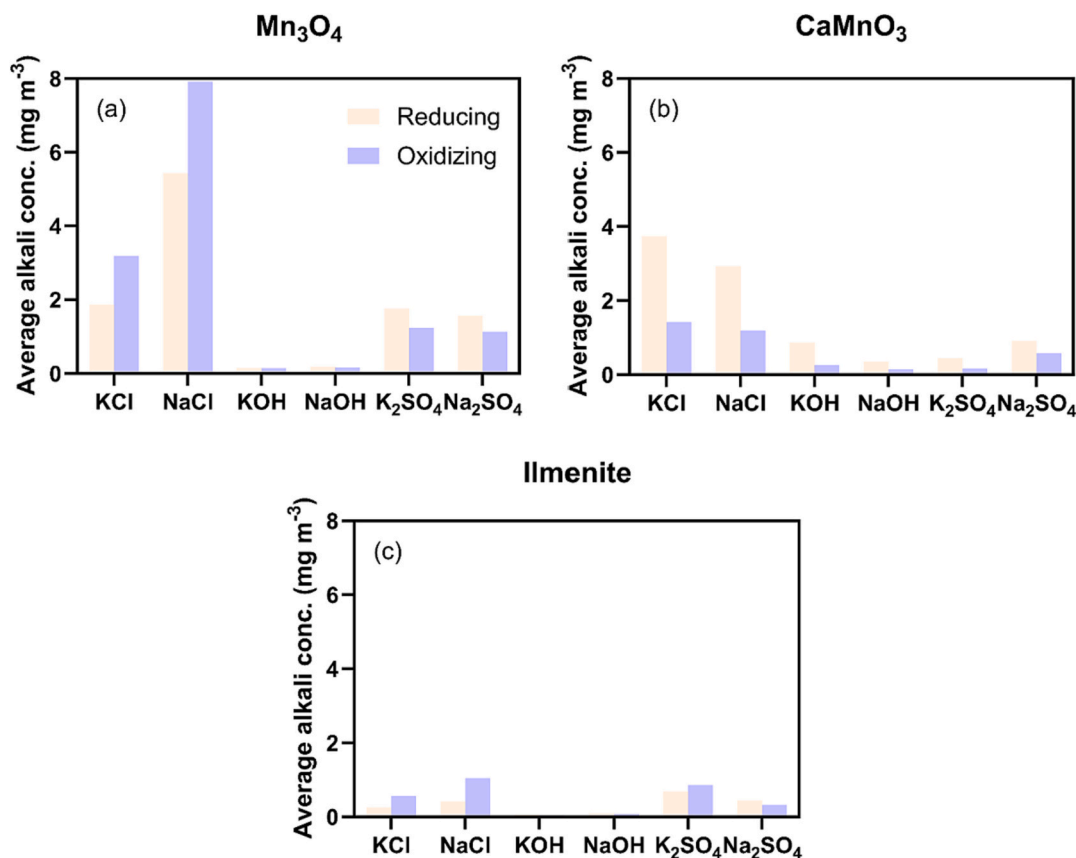 Mn₃O₄
Average alkali conc. (mg m⁻³)
8
6
4
2
0
(a)
Reducing
Oxidizing
KCl
NaCl
KOH
NaOH
K₂SO₄
Na₂SO₄
CaMnO₃
Average alkali conc. (mg m⁻³)
8
6
4
2
0
(b)
KCl
NaCl
KOH
NaOH
K₂SO₄
Na₂SO₄
Ilmenite
Average alkali conc. (mg m⁻³)
8
6
4
2
0
(c)
KCl
NaCl
KOH
NaOH
K₂SO₄
Na₂SO₄